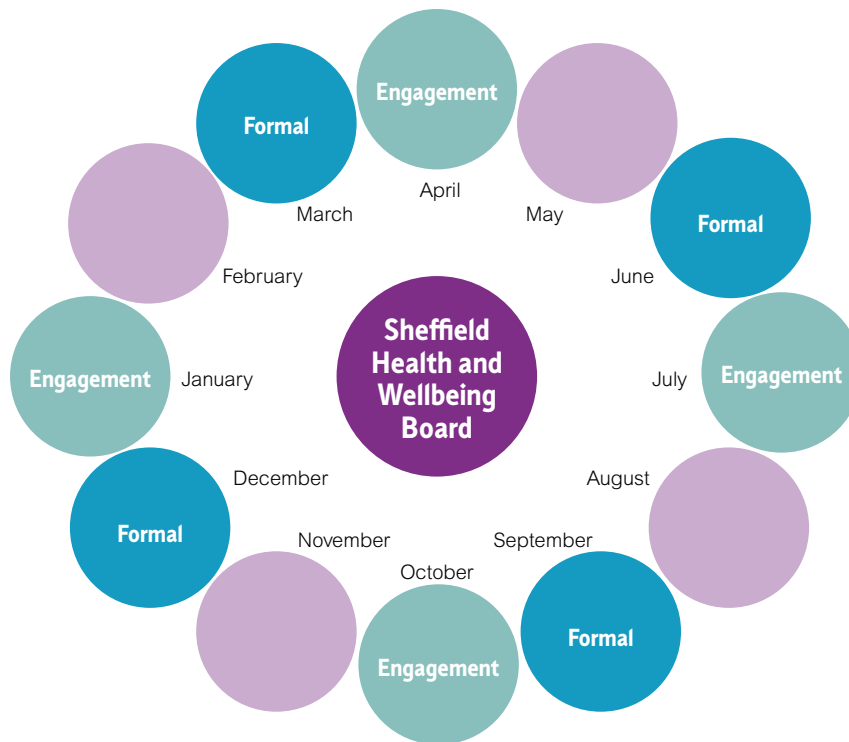 Engagement
April
May
Formal
June
Engagement
July
August
Formal
September
Engagement
October
November
Formal
December
Engagement
January
February
Formal
March
Sheffield
Health and
Wellbeing
Board